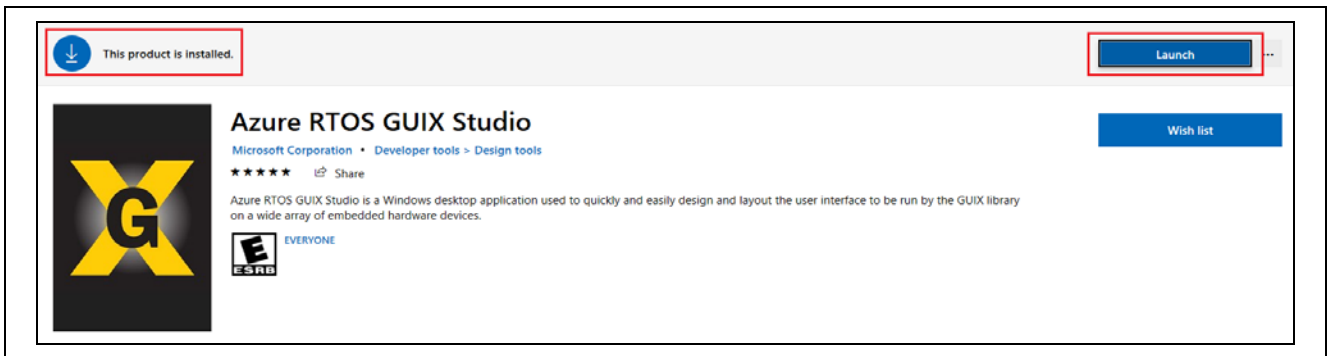 This product is installed.
Launch
...
Azure RTOS GUIX Studio
Wish list
Microsoft Corporation • Developer tools > Design tools
★★★★★ Share
Azure RTOS GUIX Studio is a Windows desktop application used to quickly and easily design and layout the user interface to be run by the GUIX library
on a wide array of embedded hardware devices.
X
G
E
ESRB
EVERYONE